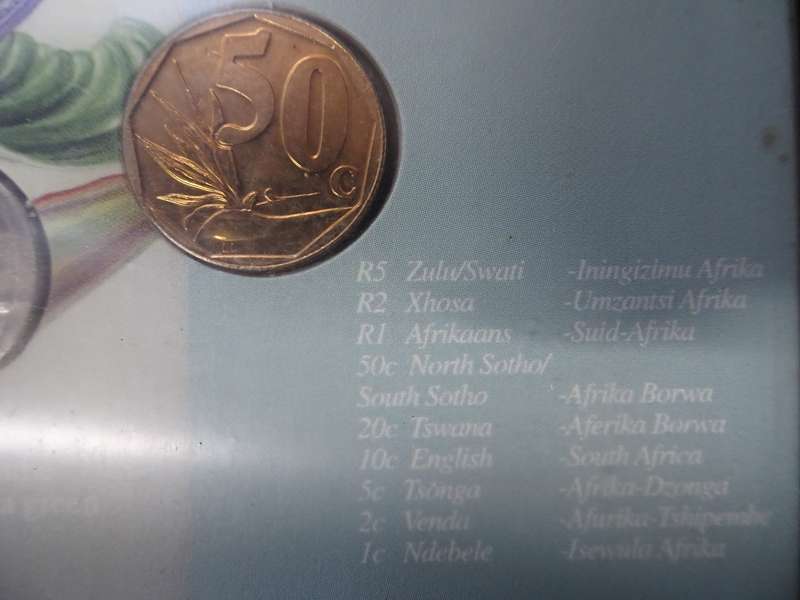 50
C
R5 Zulu/Swati -Iningizimu Afrika
R2 Xhosa -Umzantsi Afrika
R1 Afrikaans -Suid-Afrika
50c North Sotho/
South Sotho -Afrika Borwa
20c Tswana -Aferika Borwa
10c English -South Africa
5c Tsonga -Afrika-Dzonga
2c Venda -Afurika-Tshipembe
1c Ndebele -Isewula Afrika